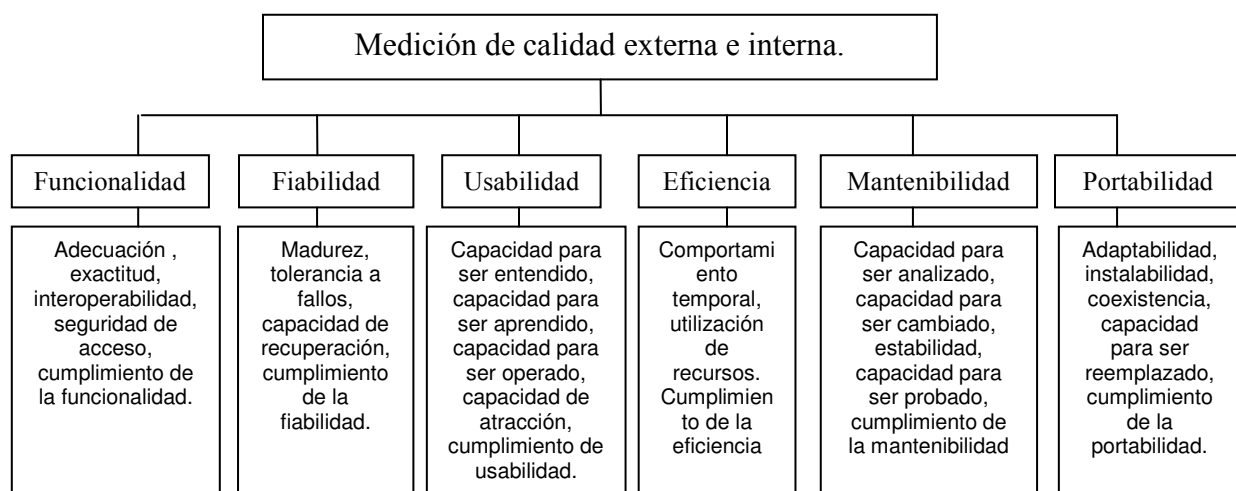 Medición de calidad externa e interna.
Funcionalidad
Fiabilidad
Usabilidad
Eficiencia
Mantenibilidad
Portabilidad
Adecuación ,
exactitud,
interoperabilidad,
seguridad de
acceso,
cumplimiento de
la funcionalidad.
Madurez,
tolerancia a
fallos,
capacidad de
recuperación,
cumplimiento
de la
fiabilidad.
Capacidad para
ser entendido,
capacidad para
ser aprendido,
capacidad para
ser operado,
capacidad de
atracción,
cumplimiento de
usabilidad.
Comportami
ento
temporal,
utilización
de
recursos.
Cumplimien
to de la
eficiencia
Capacidad para
ser analizado,
capacidad para
ser cambiado,
estabilidad,
capacidad para
ser probado,
cumplimiento de
la mantenibilidad
Adaptabilidad,
instalabilidad,
coexistencia,
capacidad
para ser
reemplazado,
cumplimiento
de la
portabilidad.